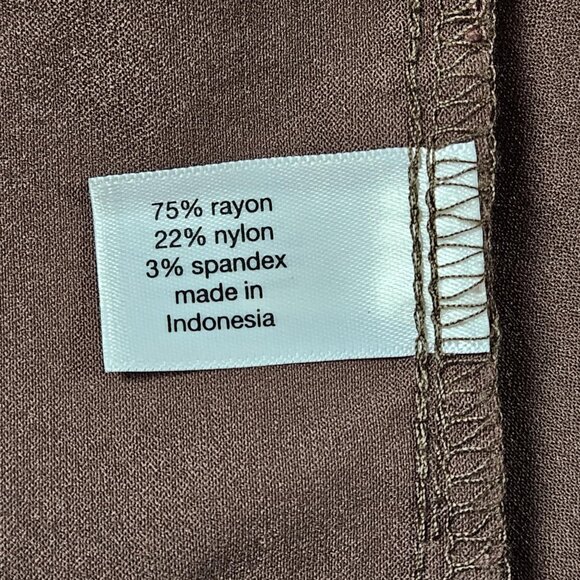 75% rayon
22% nylon
3% spandex
made in
Indonesia